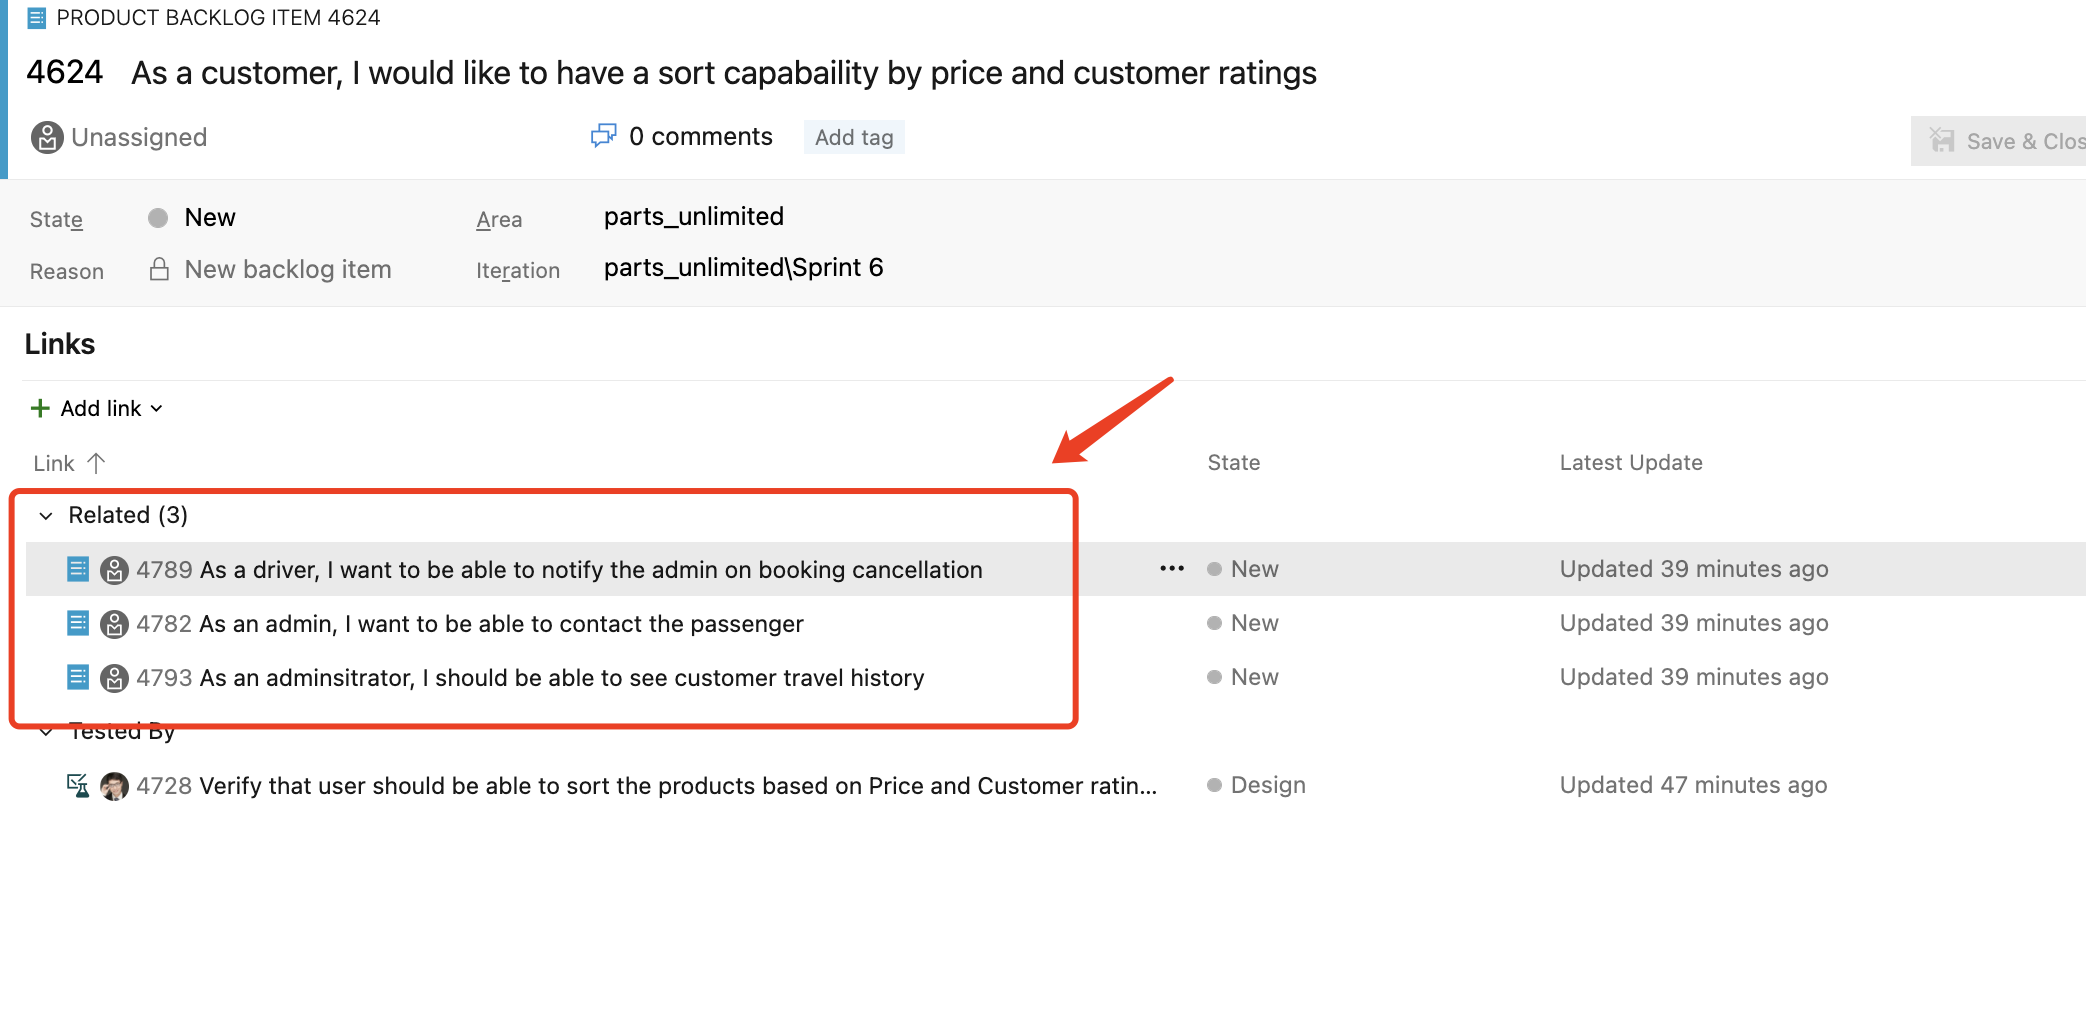 PRODUCT BACKLOG ITEM 4624
4624 As a customer, I would like to have a sort capabaility by price and customer ratings
Unassigned
0 comments
Add tag
Save & Clos
State
New
Area
parts_unlimited
Reason
New backlog item
Iteration
parts_unlimited\Sprint 6
Links
Add link
Link
State
Latest Update
Related (3)
4789 As a driver, I want to be able to notify the admin on booking cancellation
...
New
Updated 39 minutes ago
4782 As an admin, I want to be able to contact the passenger
New
Updated 39 minutes ago
4793 As an adminsitrator, I should be able to see customer travel history
New
Updated 39 minutes ago
Tested By
4728 Verify that user should be able to sort the products based on Price and Customer ratin...
Design
Updated 47 minutes ago